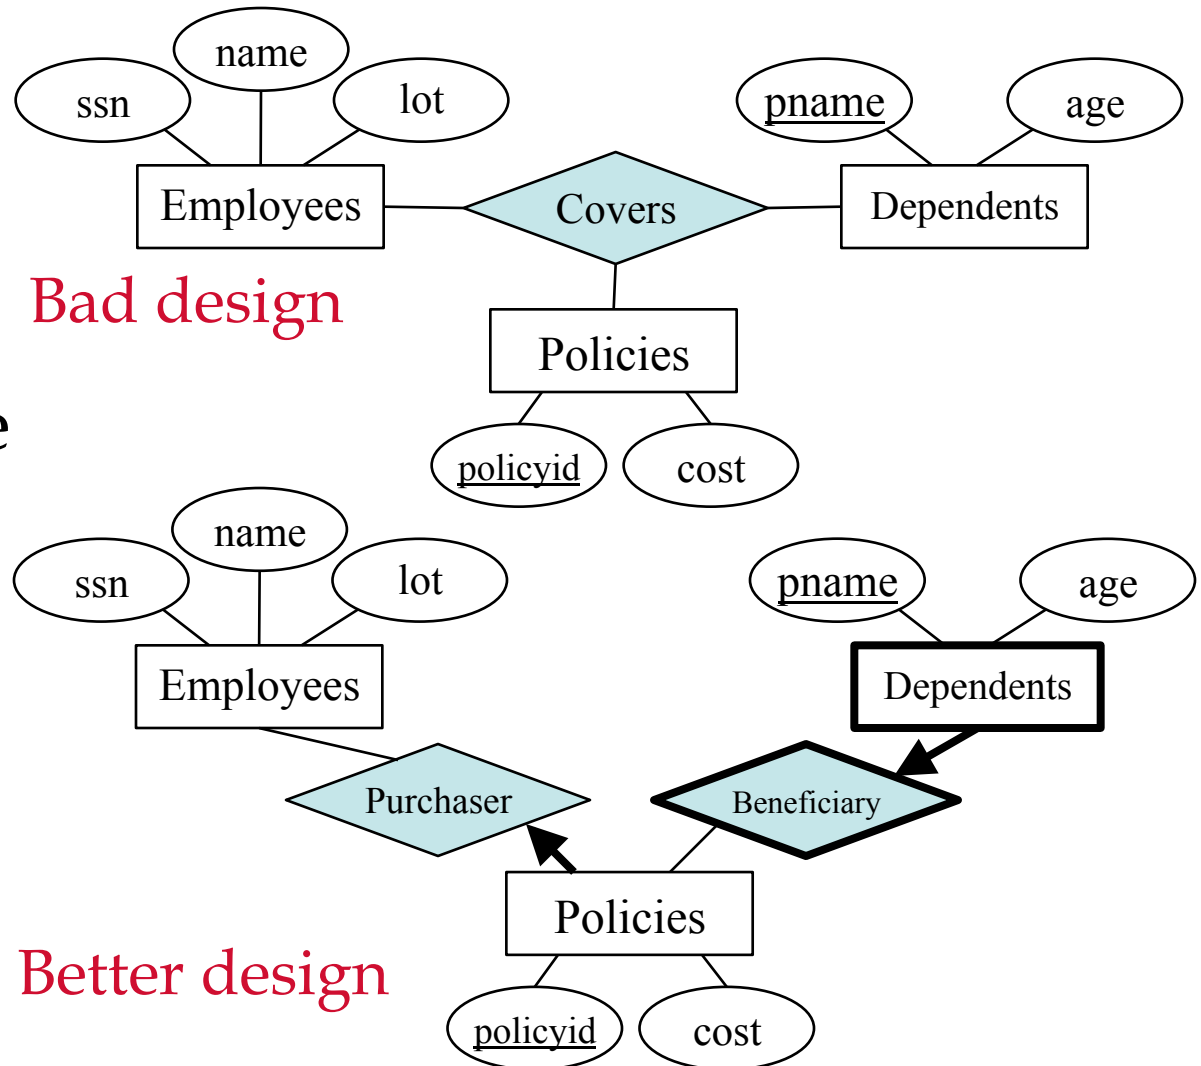 name
ssn
lot
pname
age
Employees
Covers
Dependents
Bad design
Policies
e
policyid
cost
name
ssn
lot
pname
age
Employees
Dependents
Purchaser
Beneficiary
Policies
Better design
policyid
cost